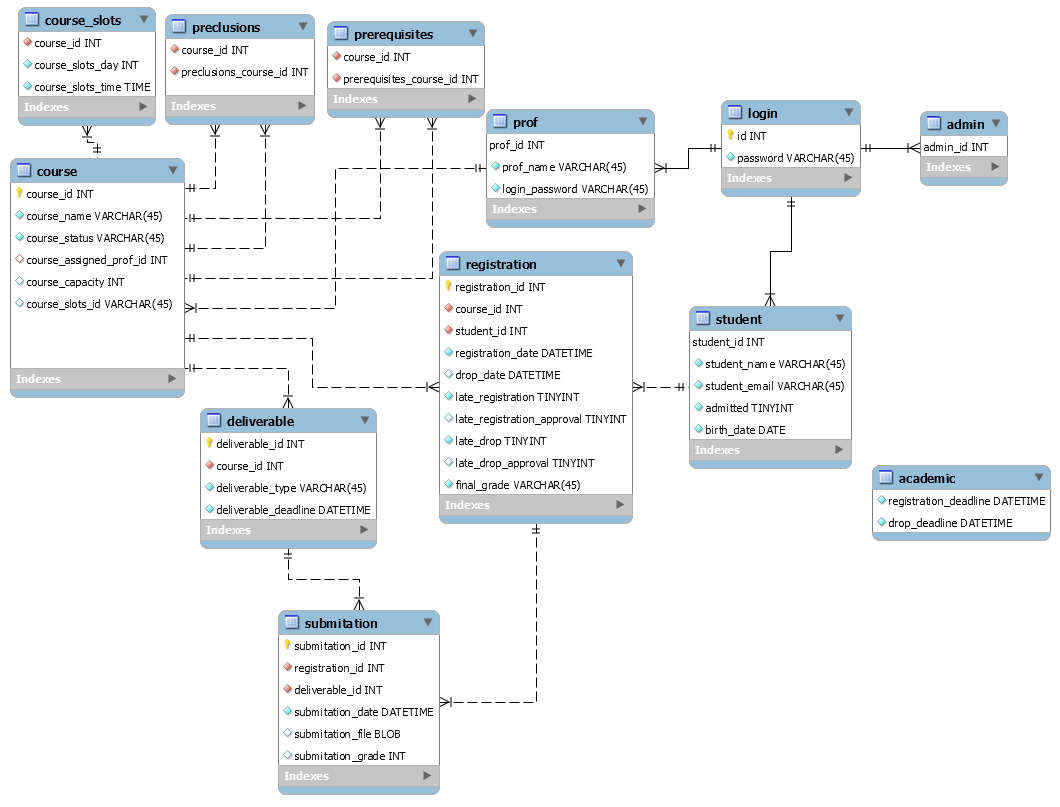 course_slots
course_id INT
course_slots_day INT
course_slots_time TIME
Indexes
preclusions
course_id INT
preclusions_course_id INT
Indexes
prerequisites
course_id INT
prerequisites_course_id INT
Indexes
prof
prof_id INT
prof_name VARCHAR(45)
login_password VARCHAR(45)
Indexes
login
id INT
password VARCHAR(45)
Indexes
admin
admin_id INT
Indexes
course
course_id INT
course_name VARCHAR(45)
course_status VARCHAR(45)
course_assigned_prof_id INT
course_capacity INT
course_slots_id VARCHAR(45)
Indexes
registration
registration_id INT
course_id INT
student_id INT
registration_date DATETIME
drop_date DATETIME
late_registration TINYINT
late_registration_approval TINYINT
late_drop TINYINT
late_drop_approval TINYINT
final_grade VARCHAR(45)
Indexes
student
student_id INT
student_name VARCHAR(45)
student_email VARCHAR(45)
admitted TINYINT
birth_date DATE
Indexes
deliverable
deliverable_id INT
course_id INT
deliverable_type VARCHAR(45)
deliverable_deadline DATETIME
Indexes
academic
registration_deadline DATETIME
drop_deadline DATETIME
submitation
submitation_id INT
registration_id INT
deliverable_id INT
submitation_date DATETIME
submitation_file BLOB
submitation_grade INT
Indexes